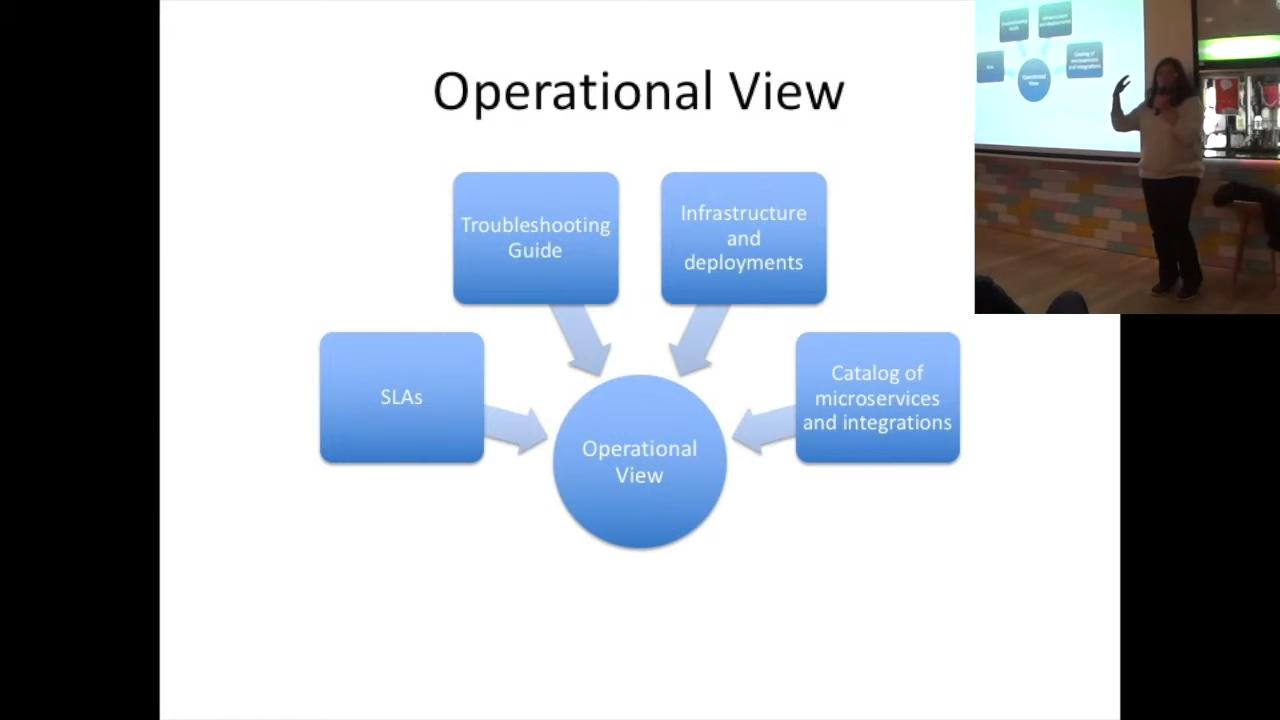 Operational View
Troubleshooting
Guide
Infrastructure
and
deployments
SLAs
Catalog of
microservices
and integrations
Operational
View